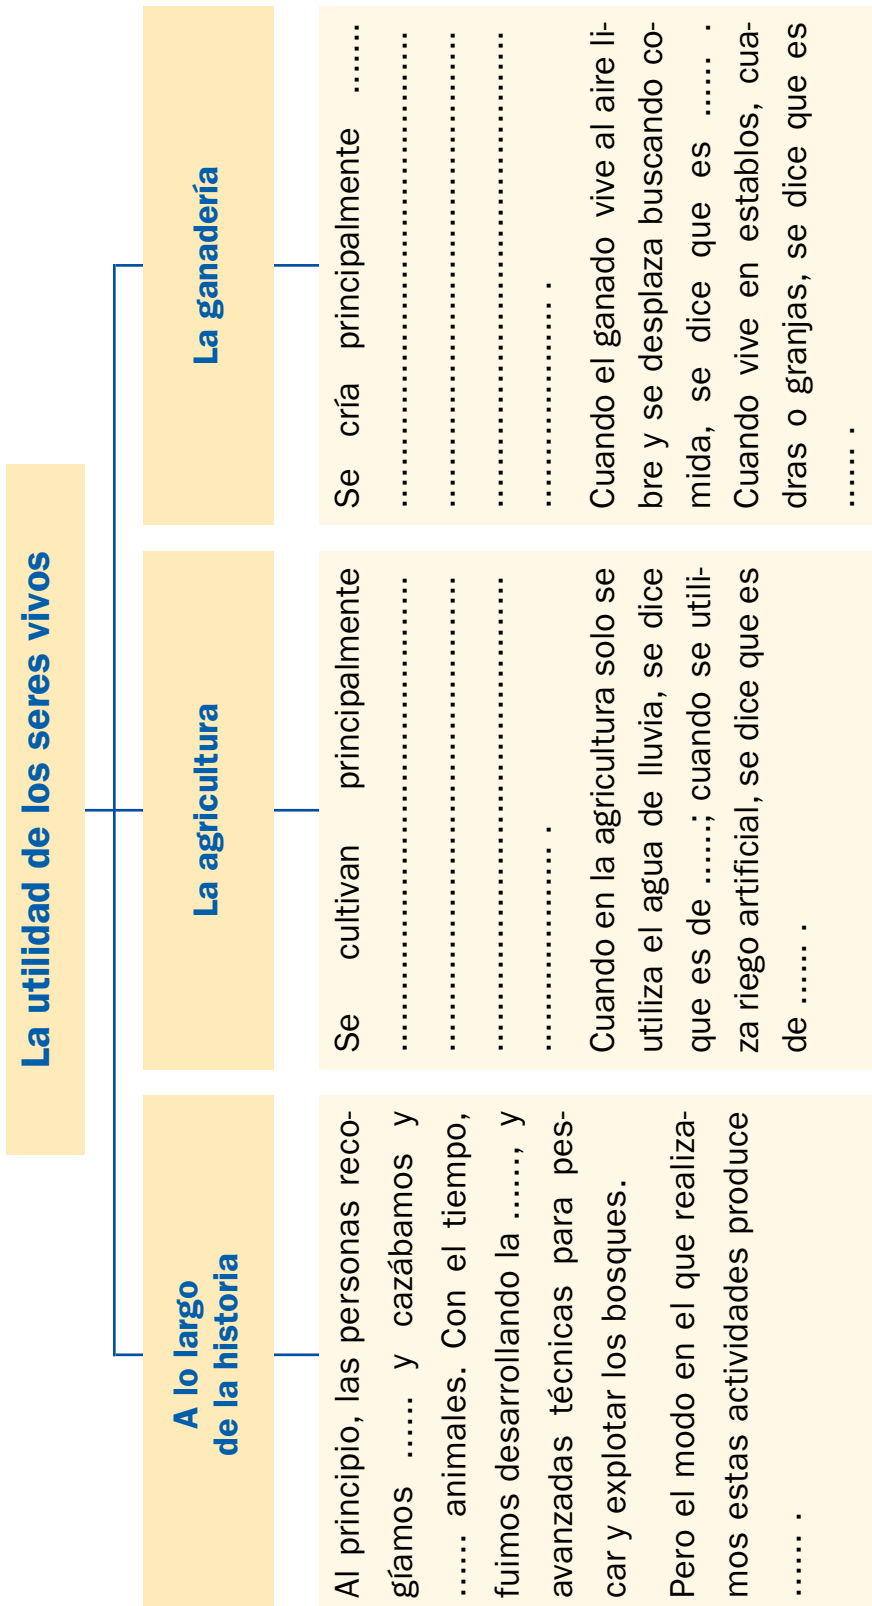 La utilidad de los seres vivos
A lo largo
de la historia
Al principio, las personas reco-
gíamos ...... y cazábamos y
...... animales. Con el tiempo,
fuimos desarrollando la ......, y
avanzadas técnicas para pes-
car y explotar los bosques.
Pero el modo en el que realiza-
mos estas actividades produce
...... .
La agricultura
Se cultivan principalmente
......................................................
......................................................
...................... .
Cuando en la agricultura solo se
utiliza el agua de lluvia, se dice
que es de ......; cuando se utili-
za riego artificial, se dice que es
de ...... .
La ganadería
Se cría principalmente .......
......................................................
......................................................
......................................................
...................... .
Cuando el ganado vive al aire li-
bre y se desplaza buscando co-
mida, se dice que es ...... .
Cuando vive en establos, cua-
dras o granjas, se dice que es
...... .